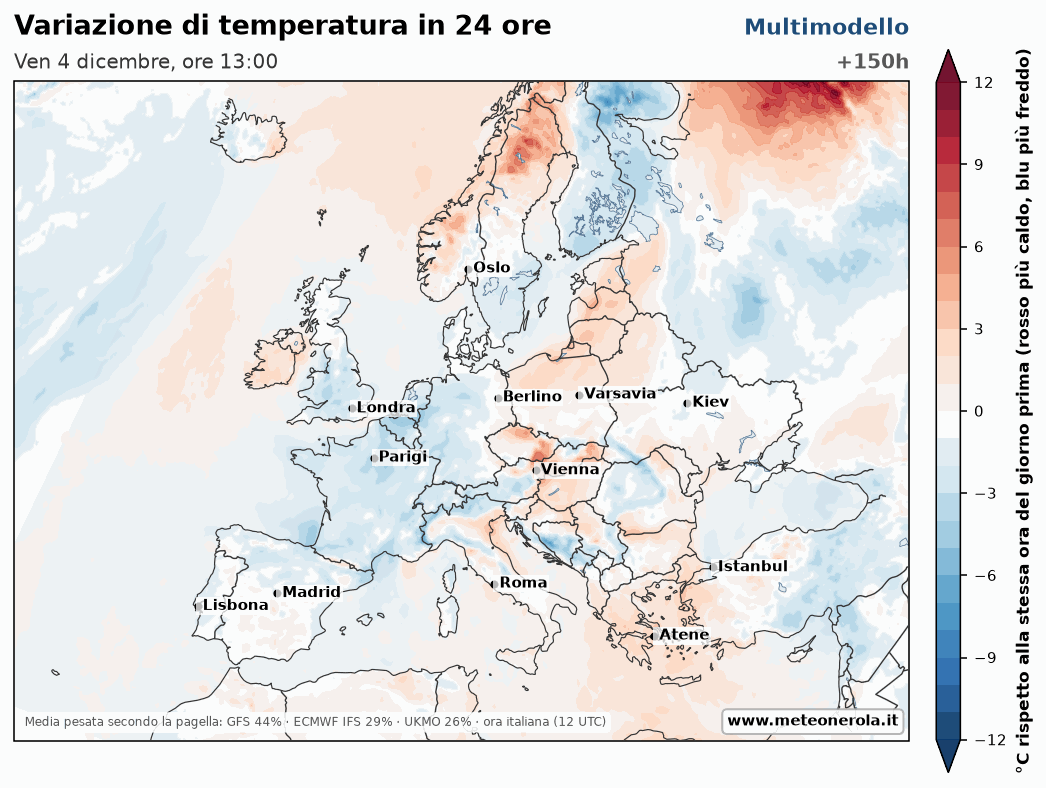 Variazione di temperatura in 24 ore
Multimodello
Ven 4 dicembre, ore 13:00
+150h
Oslo
Londra
Berlino
Varsavia
Kiev
Parigi
Vienna
Istanbul
Madrid
Roma
Lisbona
Atene
Media pesata secondo la pagella: GFS 44% · ECMWF IFS 29% · UKMO 26% · ora italiana (12 UTC)
www.meteonerola.it
12
9
6
3
0
−3
−6
−9
−12
°C rispetto alla stessa ora del giorno prima (rosso più caldo, blu più freddo)